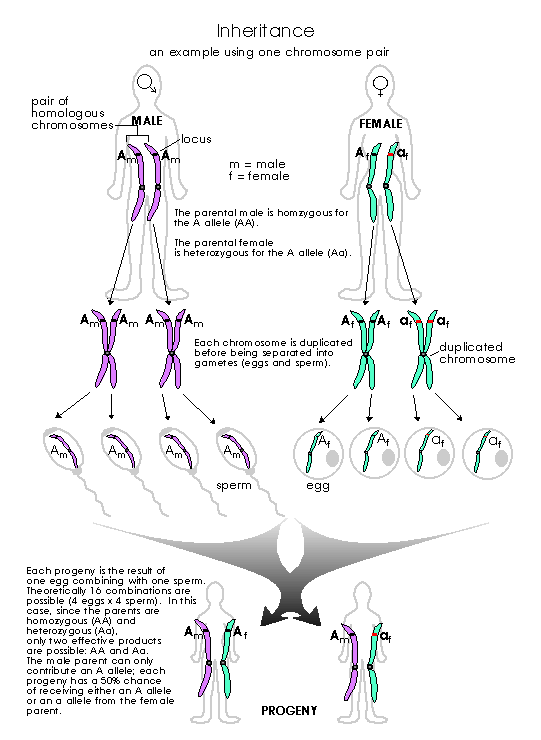 Inheritance
an example using one chromosome pair
pair of
homologous
chromosomes
MALE
locus
Am
Am
m = male
f = female
FEMALE
Af
af
The parental male is homzygous for
the A allele (AA).
The parental female
is heterozygous for the A allele (Aa).
Am Am Am Am
Each chromosome is duplicated
before being separated into
gametes (eggs and sperm).
Af Af af af
duplicated
chromosome
Am Am Am Am
sperm
Af Af af af
egg
Each progeny is the result of
one egg combining with one sperm.
Theoretically 16 combinations are
possible (4 eggs x 4 sperm). In this
case, since the parents are
homozygous (AA) and
heterozygous (Aa),
only two effective products
are possible: AA and Aa.
The male parent can only
contribute an A allele; each
progeny has a 50% chance
of receiving either an A allele
or an a allele from the female
parent.
Am Af
Am af
PROGENY